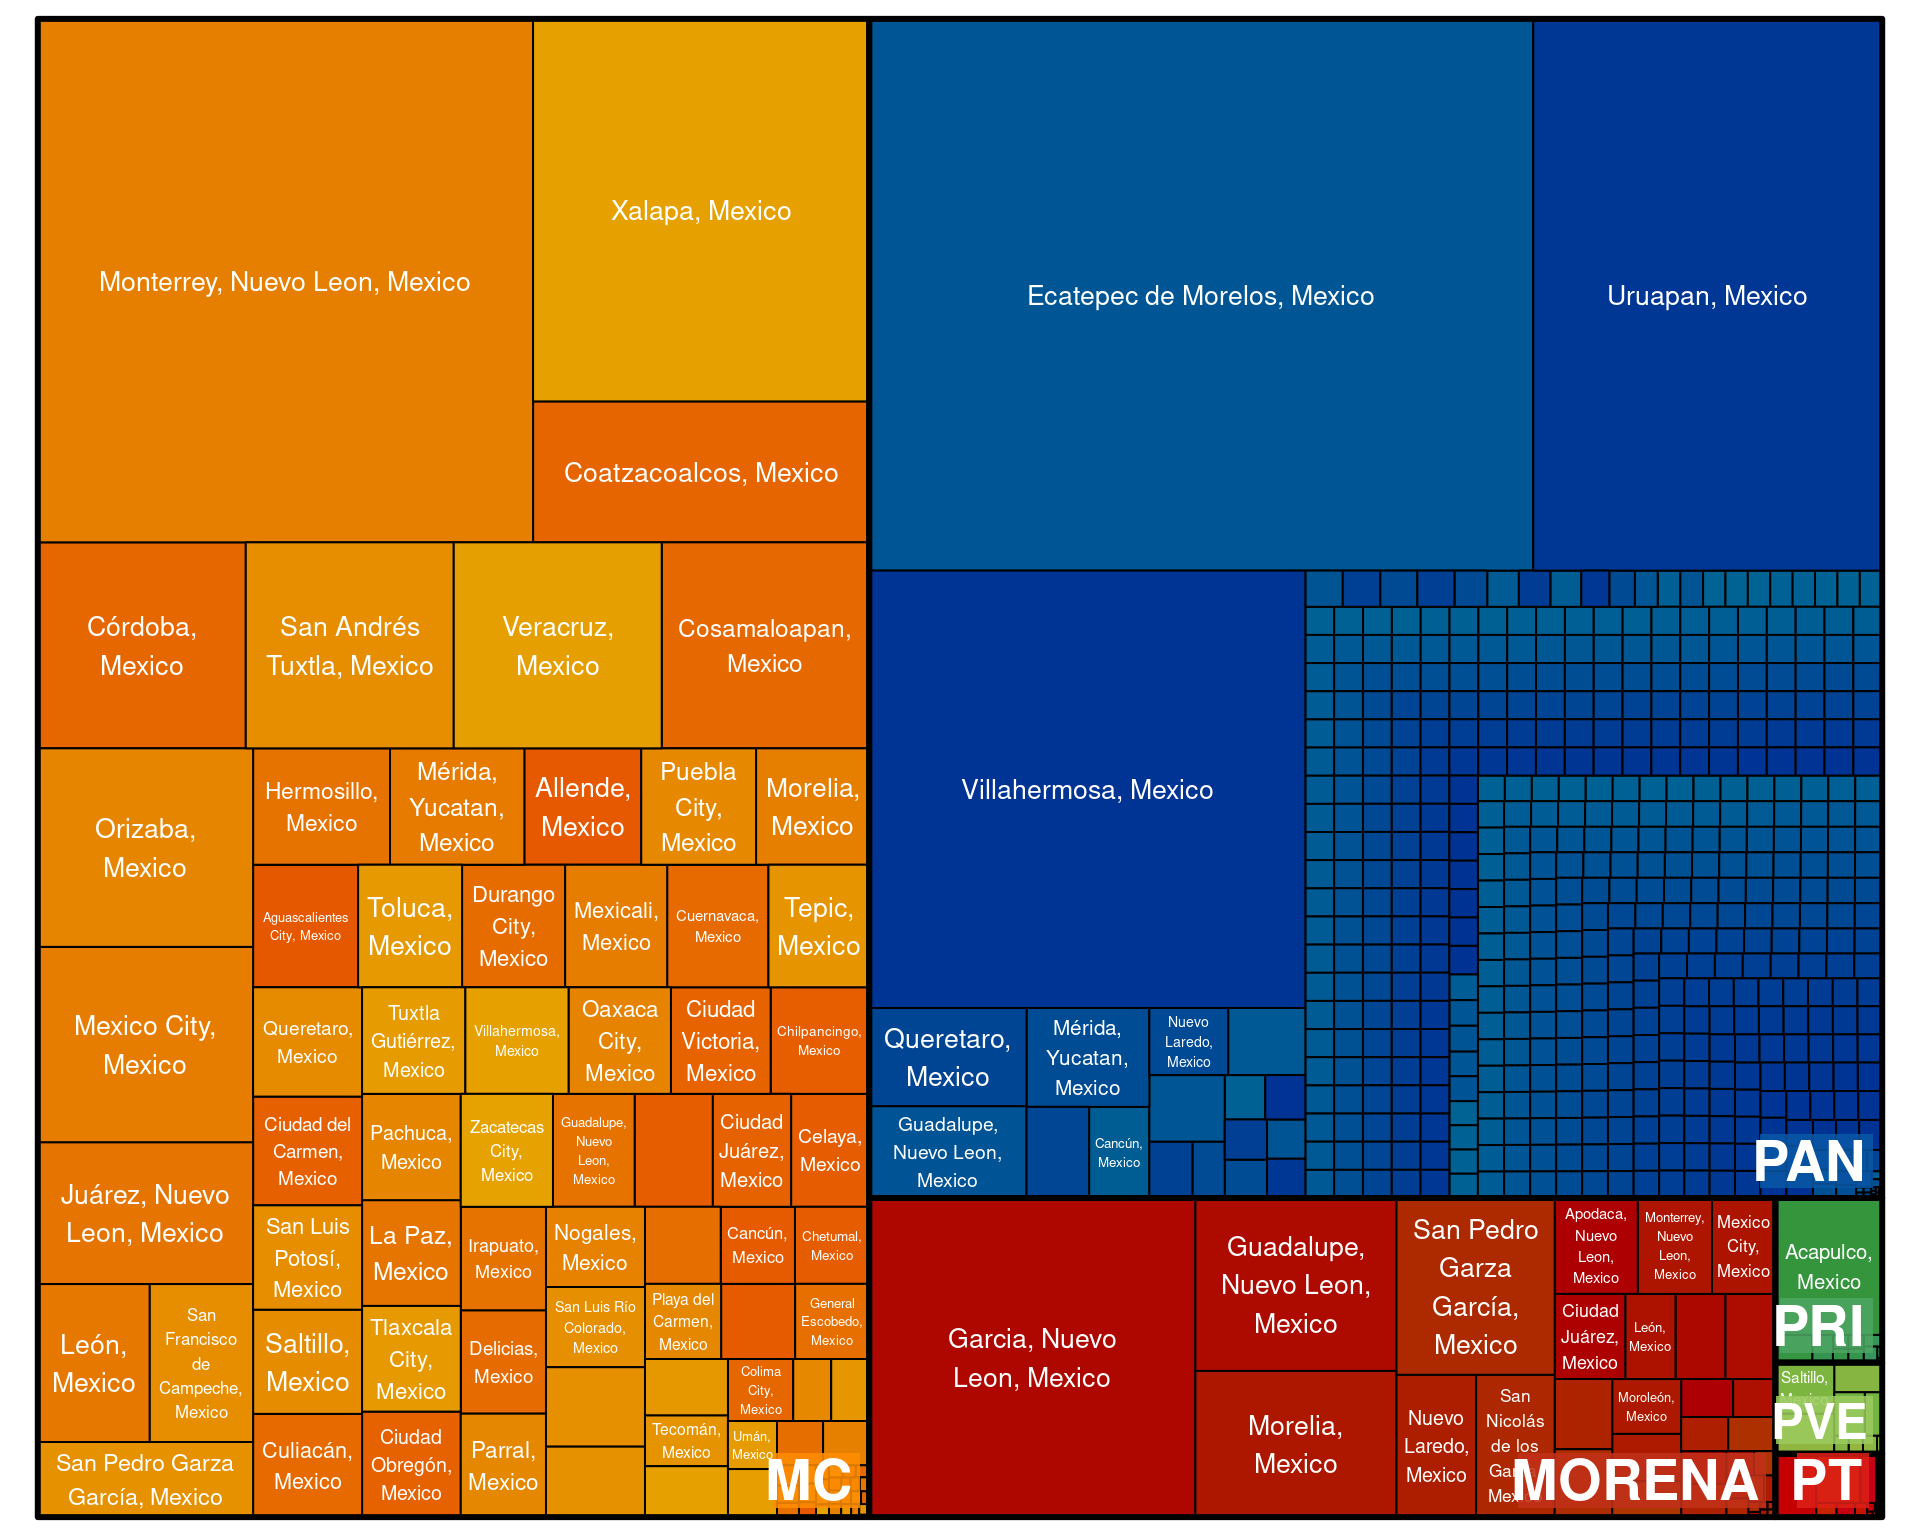 Monterrey, Nuevo Leon, Mexico
Xalapa, Mexico
Coatzacoalcos, Mexico
Córdoba,
Mexico
San Andrés
Tuxtla, Mexico
Veracruz,
Mexico
Cosamaloapan,
Mexico
Orizaba,
Mexico
Mexico City,
Mexico
Juárez, Nuevo
Leon, Mexico
León,
Mexico
San
Francisco
de
Campeche,
Mexico
San Pedro Garza
García, Mexico
Hermosillo,
Mexico
Mérida,
Yucatan,
Mexico
Allende,
Mexico
Puebla
City,
Mexico
Morelia,
Mexico
Aguascalientes
City, Mexico
Toluca,
Mexico
Durango
City,
Mexico
Mexicali,
Mexico
Cuernavaca,
Mexico
Tepic,
Mexico
Queretaro,
Mexico
Tuxtla
Gutiérrez,
Mexico
Villahermosa,
Mexico
Oaxaca
City,
Mexico
Ciudad
Victoria,
Mexico
Chilpancingo,
Mexico
Ciudad del
Carmen,
Mexico
Pachuca,
Mexico
Zacatecas
City,
Mexico
Guadalupe,
Nuevo
Leon,
Mexico
Ciudad
Juárez,
Mexico
Celaya,
Mexico
San Luis
Potosí,
Mexico
La Paz,
Mexico
Irapuato,
Mexico
Nogales,
Mexico
Cancún,
Mexico
Chetumal,
Mexico
Saltillo,
Mexico
Tlaxcala
City,
Mexico
Delicias,
Mexico
San Luis Río
Colorado,
Mexico
Playa del
Carmen,
Mexico
General
Escobedo,
Mexico
Culiacán,
Mexico
Ciudad
Obregón,
Mexico
Parral,
Mexico
Colima
City,
Mexico
Tecomán,
Mexico
Umán,
Mexico
MC
Ecatepec de Morelos, Mexico
Uruapan, Mexico
Villahermosa, Mexico
Queretaro,
Mexico
Mérida,
Yucatan,
Mexico
Nuevo
Laredo,
Mexico
Guadalupe,
Nuevo Leon,
Mexico
Cancún,
Mexico
PAN
Garcia, Nuevo
Leon, Mexico
Guadalupe,
Nuevo Leon,
Mexico
Morelia,
Mexico
San Pedro
Garza
García,
Mexico
Nuevo
Laredo,
Mexico
San
Nicolás
de los
Apodaca,
Nuevo
Leon,
Mexico
Monterrey,
Nuevo
Leon,
Mexico
Mexico
City,
Mexico
Ciudad
Juárez,
Mexico
León,
Mexico
Moroleón,
Mexico
MORENA
Acapulco,
Mexico
PRI
Saltillo,
PVE
PT